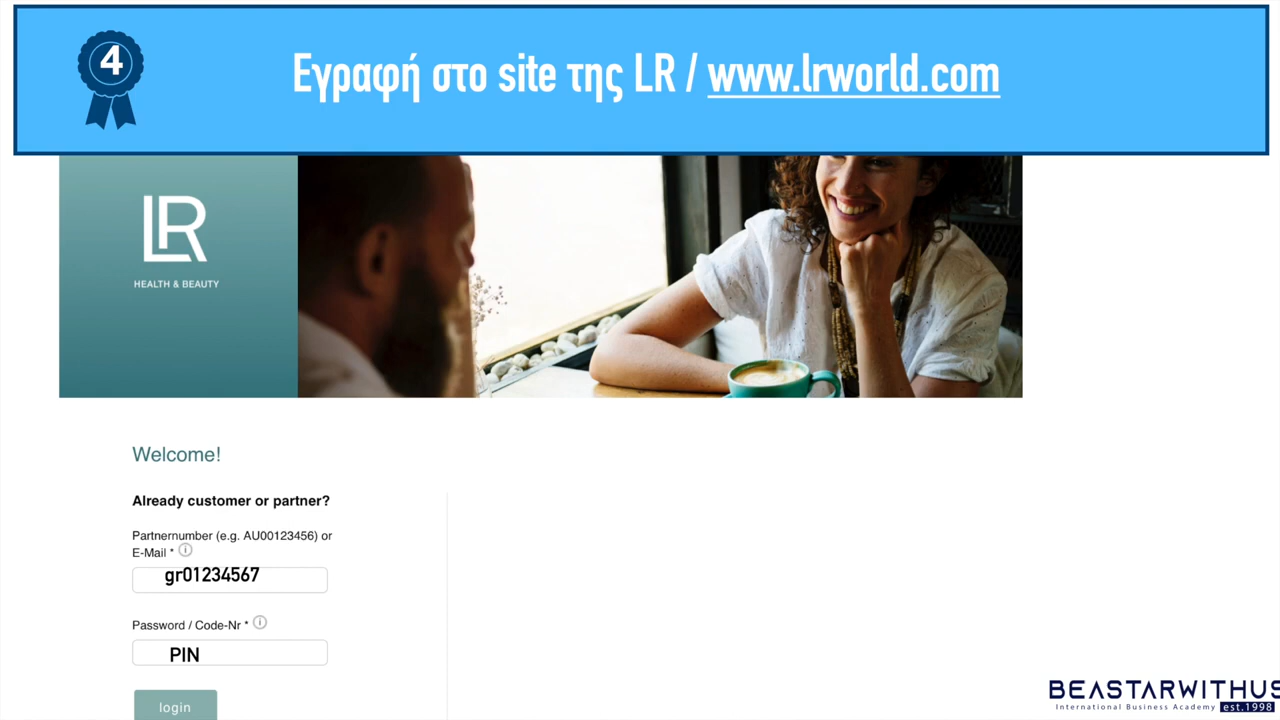 4
Εγραφή στο site της LR / www.lrworld.com
LR
HEALTH & BEAUTY
Welcome!
Already customer or partner?
Partnernumber (e.g. AU00123456) or
E-Mail * i
gr01234567
Password / Code-Nr * i
PIN
login
BEASTARWITHUS
International Business Academy est.1998